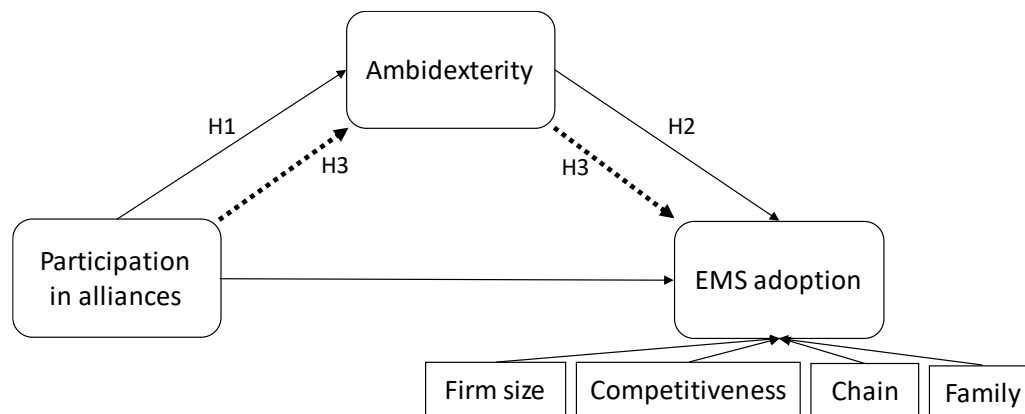 Ambidexterity
H1
H2
H3
H3
Participation
in alliances
EMS adoption
Firm size
Competitiveness
Chain
Family